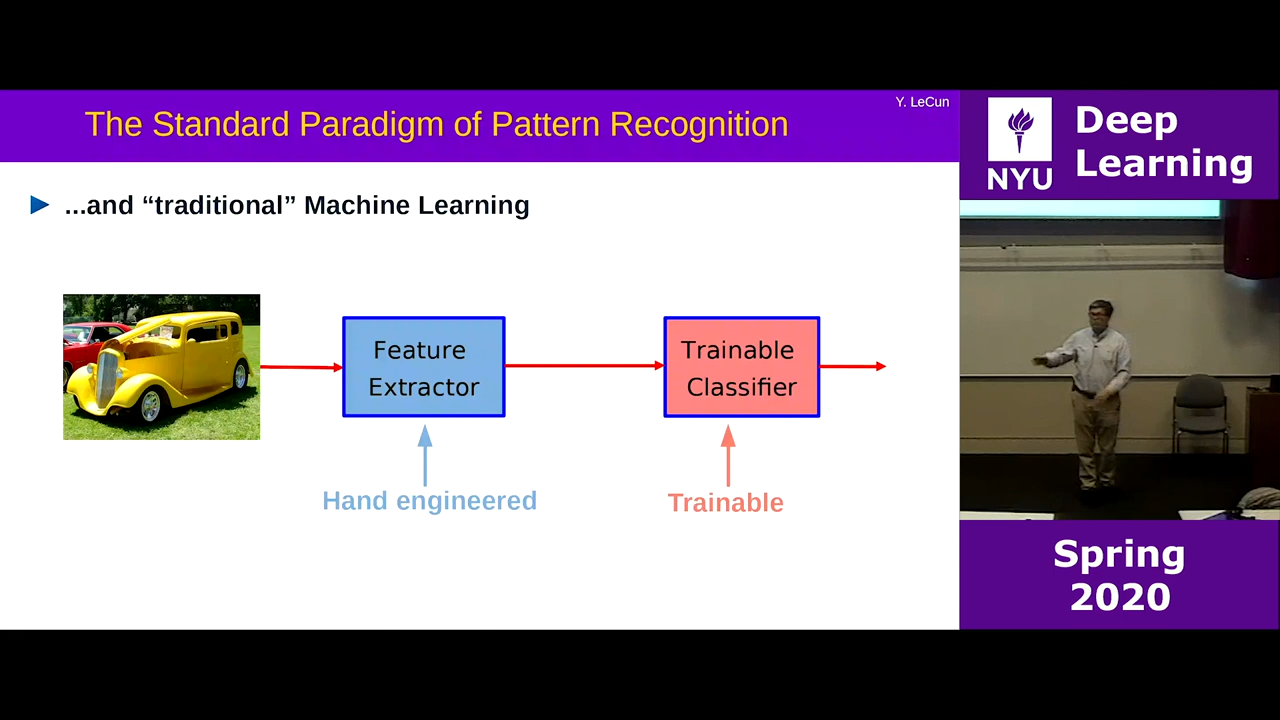 Y. LeCun
The Standard Paradigm of Pattern Recognition
...and “traditional” Machine Learning
Feature
Extractor
Trainable
Classifier
Hand engineered
Trainable
NYU
Deep
Learning
Spring
2020